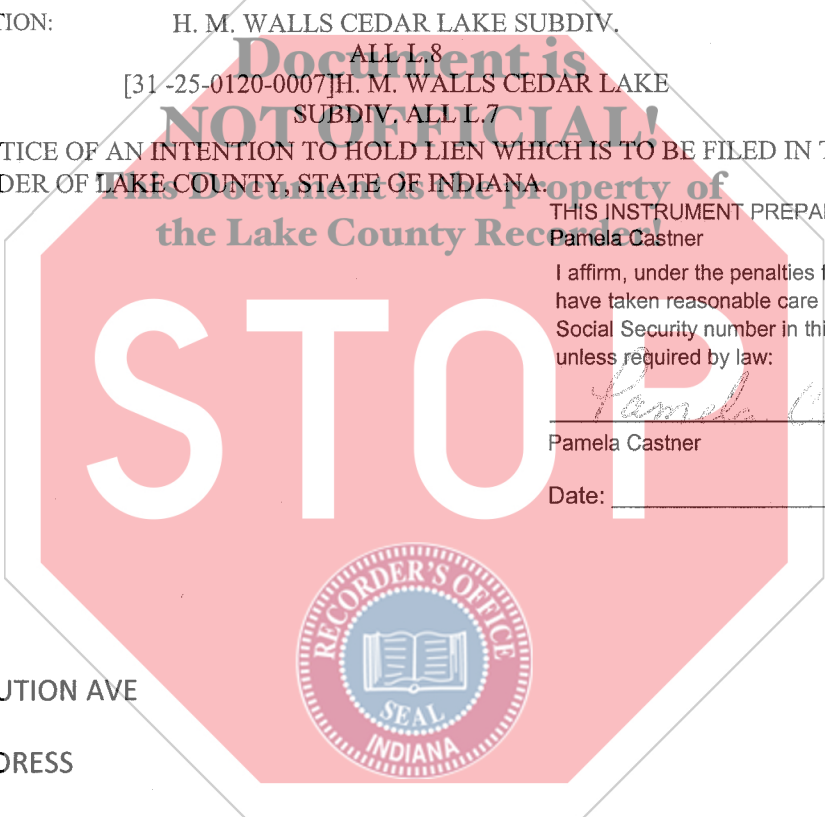 TION: H. M. WALLS CEDAR LAKE SUBDIV.
ALL L.8
[31 -25-0120-0007]H. M. WALLS CEDAR LAKE
SUBDIV. ALL L.7
TICE OF AN INTENTION TO HOLD LIEN WHICH IS TO BE FILED IN T
DER OF LAKE COUNTY, STATE OF INDIANA.
Document is
NOT OFFICIAL!
This Document is the property of
the Lake County Recorder!
THIS INSTRUMENT PREPA
Pamela Castner
I affirm, under the penalties f
have taken reasonable care
Social Security number in thi
unless required by law:
Pamela C
Pamela Castner
Date:
STOP
RECORDER'S OFFICE
SEAL
INDIANA
UTION AVE
DRESS